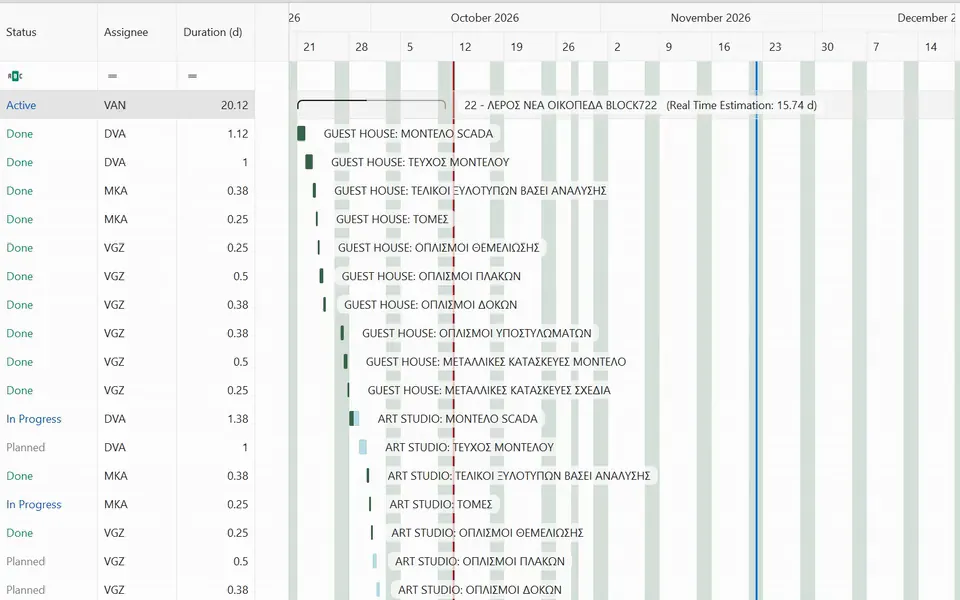 Status Assignee Duration (d) 26 October 2026 November 2026 December 2
21 28 5 12 19 26 2 9 16 23 30 7 14
ABC = =
Active VAN 20.12 22 - ΛΕΡΟΣ ΝΕΑ ΟΙΚΟΠΕΔΑ BLOCK722 (Real Time Estimation: 15.74 d)
Done DVA 1.12 GUEST HOUSE: ΜΟΝΤΕΛΟ SCADA
Done DVA 1 GUEST HOUSE: ΤΕΥΧΟΣ ΜΟΝΤΕΛΟΥ
Done MKA 0.38 GUEST HOUSE: ΤΕΛΙΚΟΙ ΞΥΛΟΤΥΠΩΝ ΒΑΣΕΙ ΑΝΑΛΥΣΗΣ
Done MKA 0.25 GUEST HOUSE: ΤΟΜΕΣ
Done VGZ 0.25 GUEST HOUSE: ΟΠΛΙΣΜΟΙ ΘΕΜΕΛΙΩΣΗΣ
Done VGZ 0.5 GUEST HOUSE: ΟΠΛΙΣΜΟΙ ΠΛΑΚΩΝ
Done VGZ 0.38 GUEST HOUSE: ΟΠΛΙΣΜΟΙ ΔΟΚΩΝ
Done VGZ 0.38 GUEST HOUSE: ΟΠΛΙΣΜΟΙ ΥΠΟΣΤΥΛΩΜΑΤΩΝ
Done VGZ 0.5 GUEST HOUSE: ΜΕΤΑΛΛΙΚΕΣ ΚΑΤΑΣΚΕΥΕΣ ΜΟΝΤΕΛΟ
Done VGZ 0.25 GUEST HOUSE: ΜΕΤΑΛΛΙΚΕΣ ΚΑΤΑΣΚΕΥΕΣ ΣΧΕΔΙΑ
In Progress DVA 1.38 ART STUDIO: ΜΟΝΤΕΛΟ SCADA
Planned DVA 1 ART STUDIO: ΤΕΥΧΟΣ ΜΟΝΤΕΛΟΥ
Done MKA 0.38 ART STUDIO: ΤΕΛΙΚΟΙ ΞΥΛΟΤΥΠΩΝ ΒΑΣΕΙ ΑΝΑΛΥΣΗΣ
In Progress MKA 0.25 ART STUDIO: ΤΟΜΕΣ
Done VGZ 0.25 ART STUDIO: ΟΠΛΙΣΜΟΙ ΘΕΜΕΛΙΩΣΗΣ
Planned VGZ 0.5 ART STUDIO: ΟΠΛΙΣΜΟΙ ΠΛΑΚΩΝ
Planned VGZ 0.38 ART STUDIO: ΟΠΛΙΣΜΟΙ ΔΟΚΩΝ